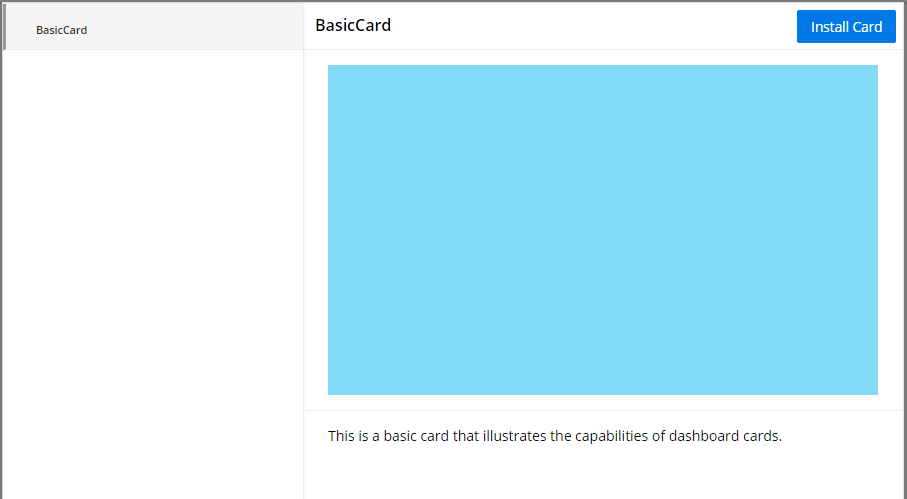 BasicCard
BasicCard
Install Card
This is a basic card that illustrates the capabilities of dashboard cards.